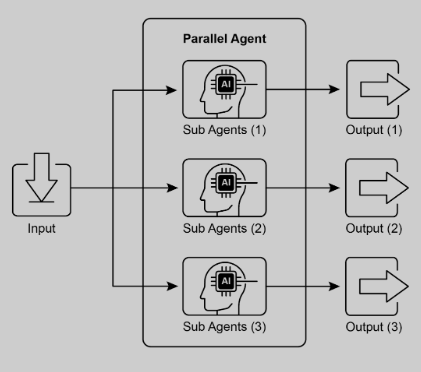 Parallel Agent
AI
Sub Agents (1)
Output (1)
AI
Input
Sub Agents (2)
Output (2)
AI
Sub Agents (3)
Output (3)